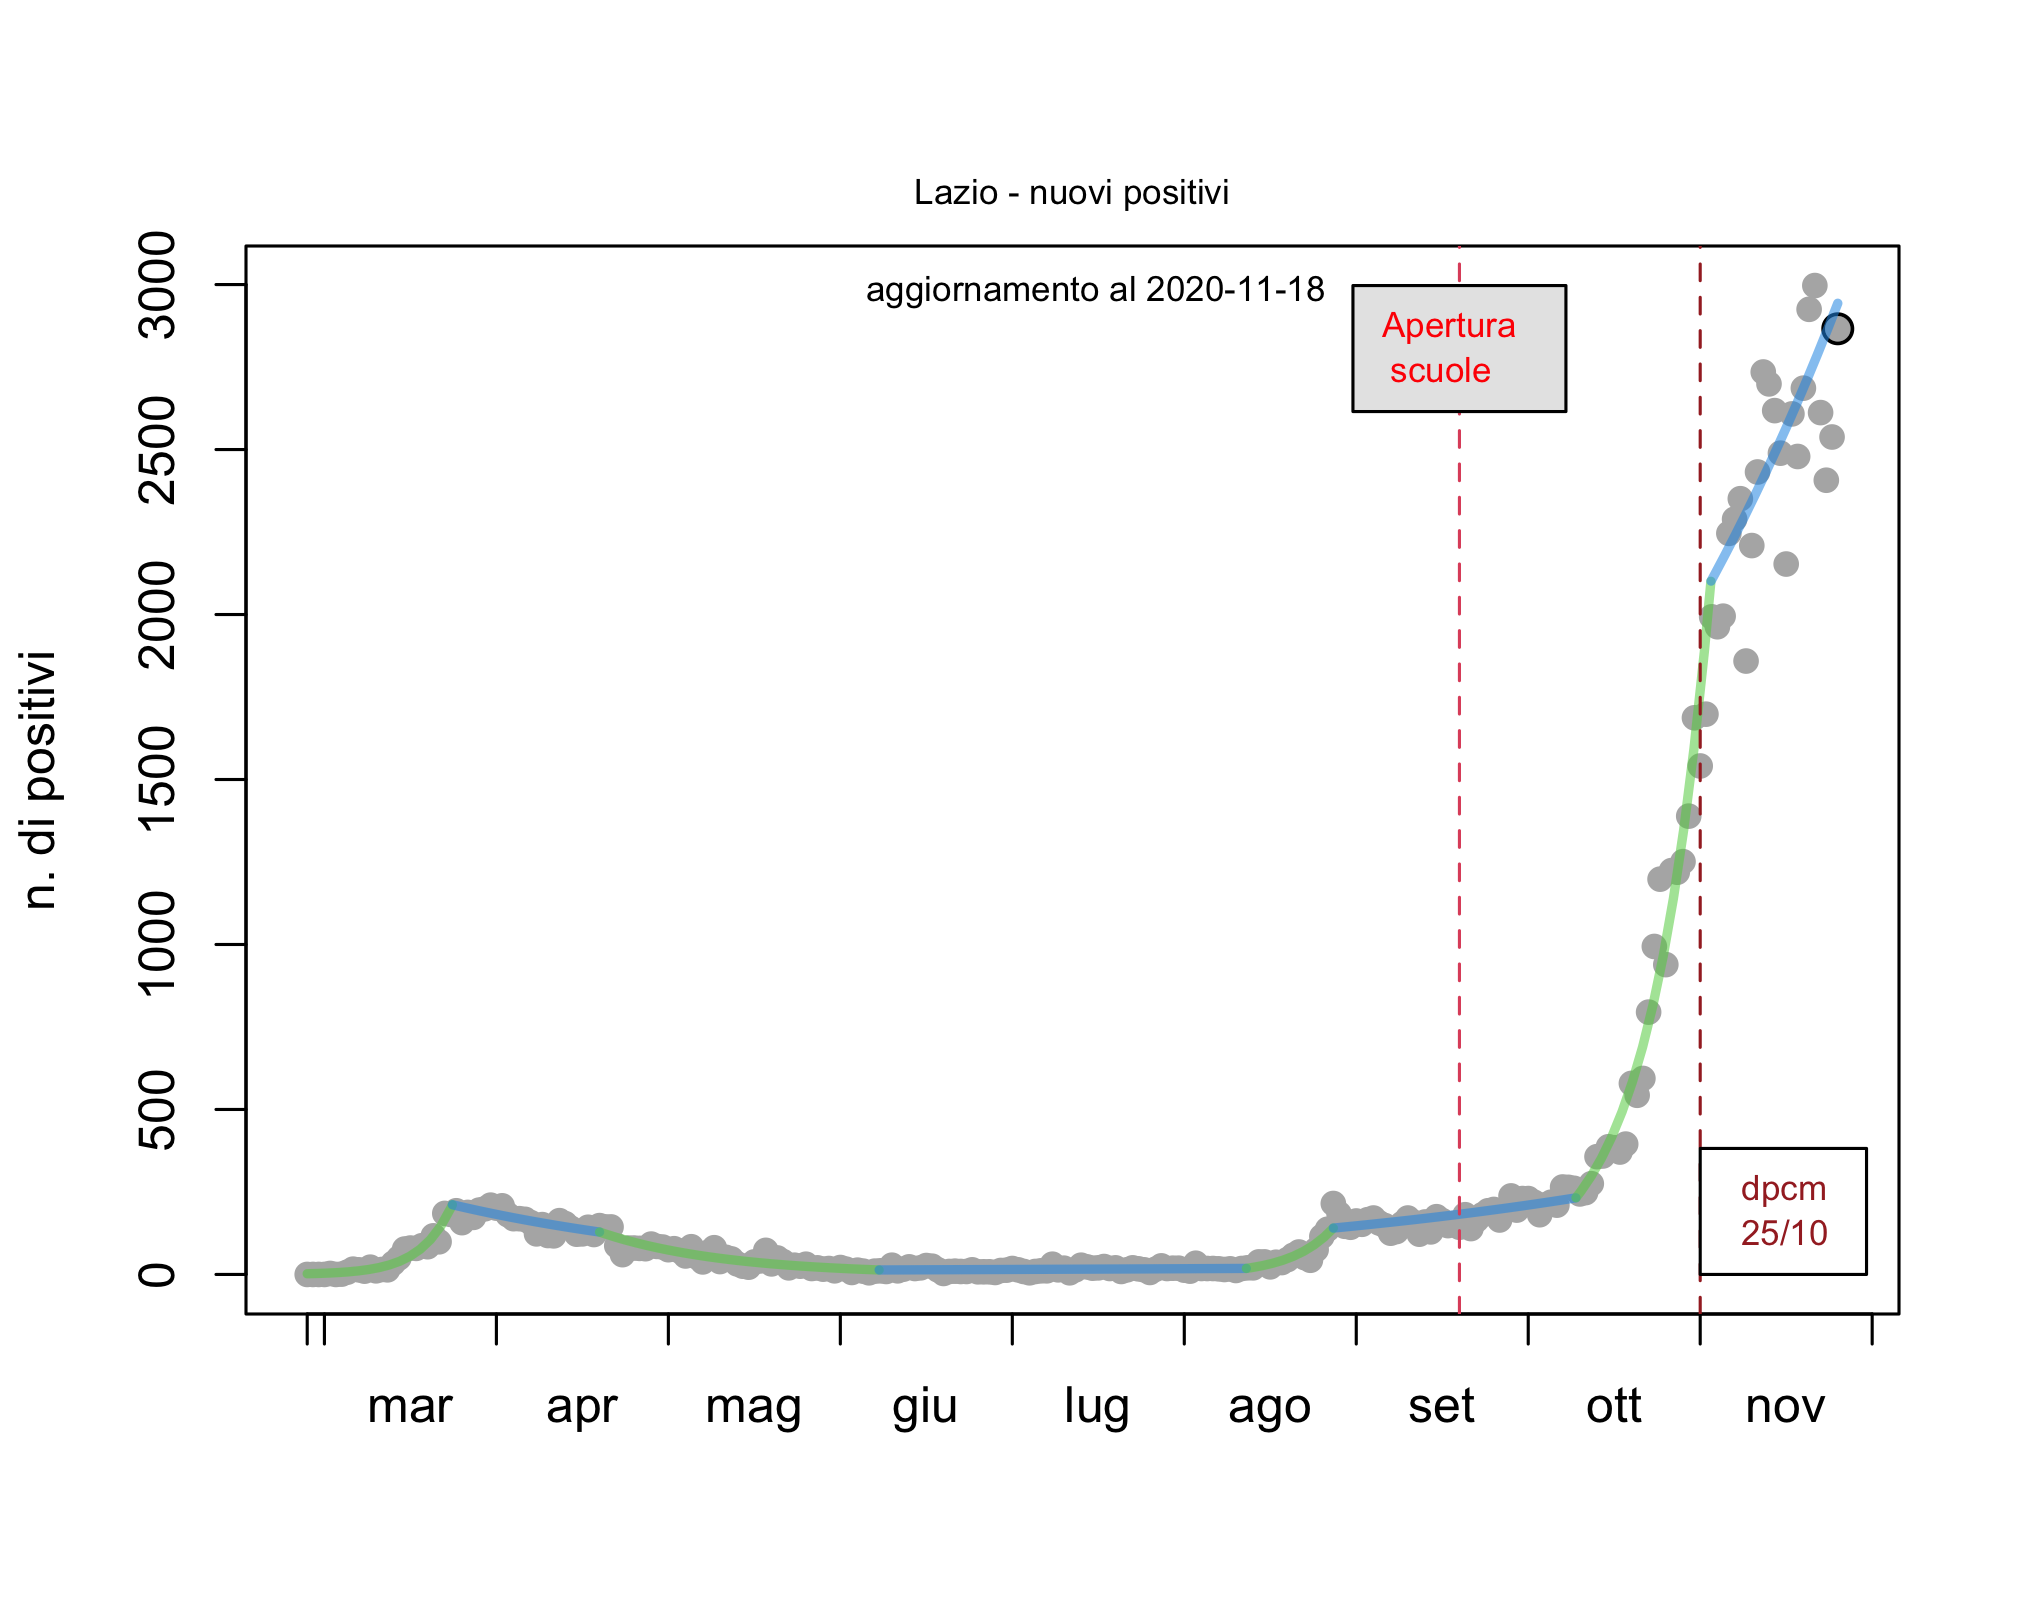 Lazio - nuovi positivi
aggiornamento al 2020-11-18
Apertura
scuole
n. di positivi
3000
2500
2000
1500
1000
500
0
dpcm
25/10
mar apr mag giu lug ago set ott nov